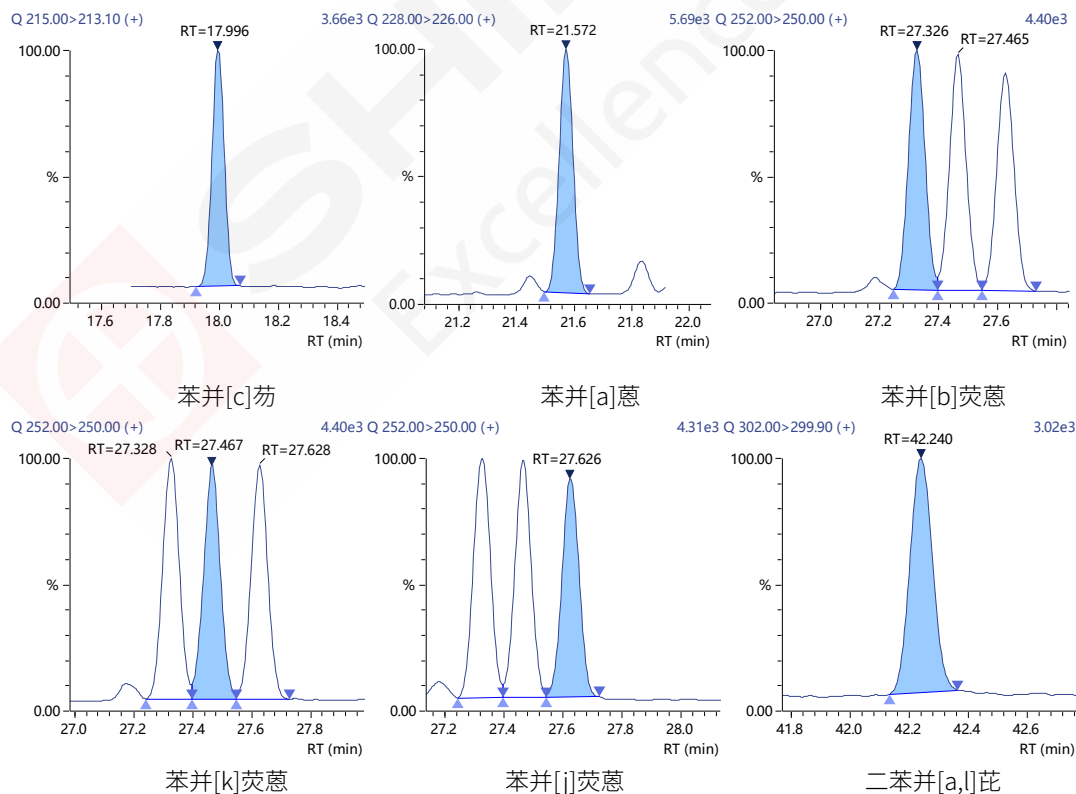 Q 215.00>213.10 (+) 3.66e3
RT=17.996
100.00
%
0.00
17.6 17.8 18.0 18.2 18.4
RT (min)
苯并[c]芴
Q 228.00>226.00 (+) 5.69e3
RT=21.572
100.00
%
0.00
21.2 21.4 21.6 21.8 22.0
RT (min)
苯并[a]蒽
Q 252.00>250.00 (+) 4.40e3
RT=27.326
RT=27.465
100.00
%
0.00
27.0 27.2 27.4 27.6
RT (min)
苯并[b]荧蒽
Q 252.00>250.00 (+) 4.40e3
RT=27.328
RT=27.467
RT=27.628
100.00
%
0.00
27.0 27.2 27.4 27.6 27.8
RT (min)
苯并[k]荧蒽
Q 252.00>250.00 (+) 4.31e3
RT=27.626
100.00
%
0.00
27.2 27.4 27.6 27.8 28.0
RT (min)
苯并[j]荧蒽
Q 302.00>299.90 (+) 3.02e3
RT=42.240
100.00
%
0.00
41.8 42.0 42.2 42.4 42.6
RT (min)
二苯并[a,l]芘
Excellence